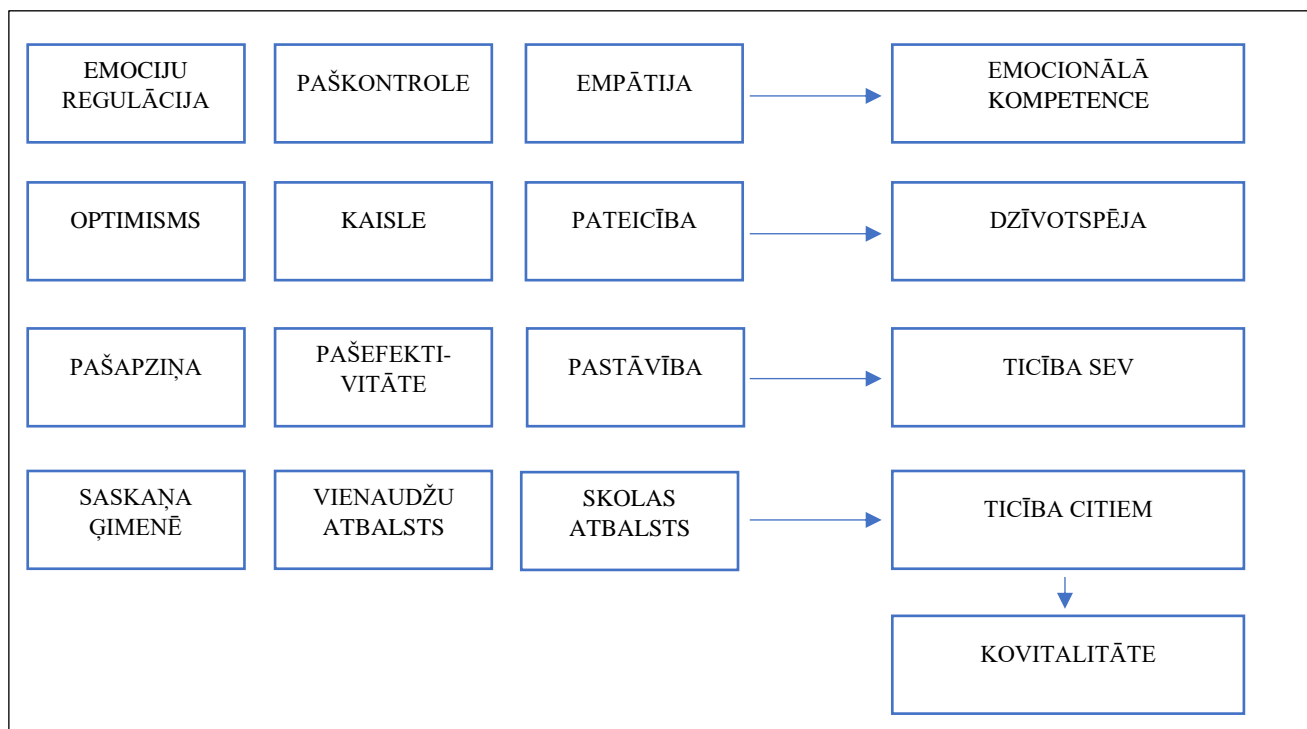 EMOCIJU
REGULĀCIJA
PAŠKONTROLE
EMPĀTIJA
EMOCIONĀLĀ
KOMPETENCE
OPTIMISMS
KAISLE
PATEICĪBA
DZĪVOTSPĒJA
PAŠAPZIŅA
PAŠEFEKTI-
VITĀTE
PASTĀVĪBA
TICĪBA SEV
SASKAŅA
ĢIMENĒ
VIENAUDŽU
ATBALSTS
SKOLAS
ATBALSTS
TICĪBA CITIEM
KOVITALITĀTE